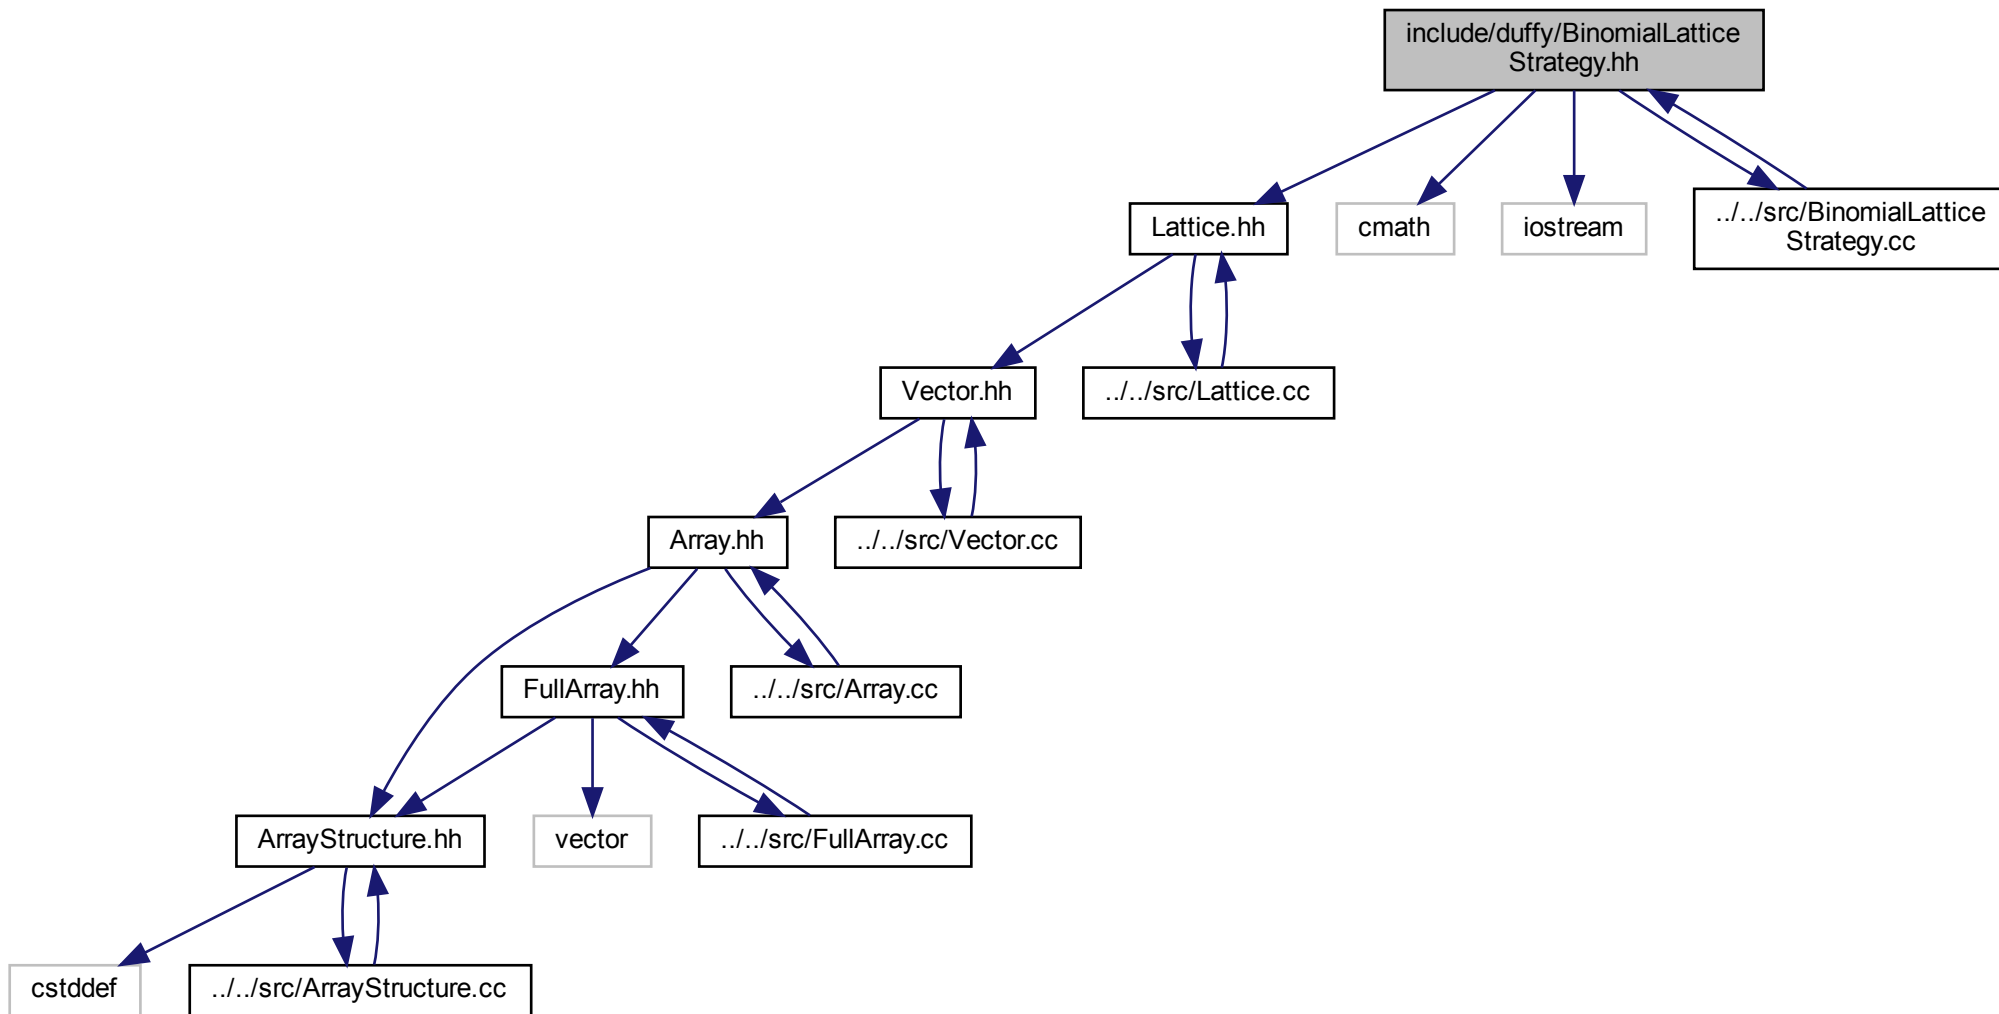 include/duffy/BinomialLattice
Strategy.hh
Lattice.hh
cmath
iostream
../../src/BinomialLattice
Strategy.cc
Vector.hh
../../src/Lattice.cc
Array.hh
../../src/Vector.cc
FullArray.hh
../../src/Array.cc
ArrayStructure.hh
vector
../../src/FullArray.cc
cstddef
../../src/ArrayStructure.cc